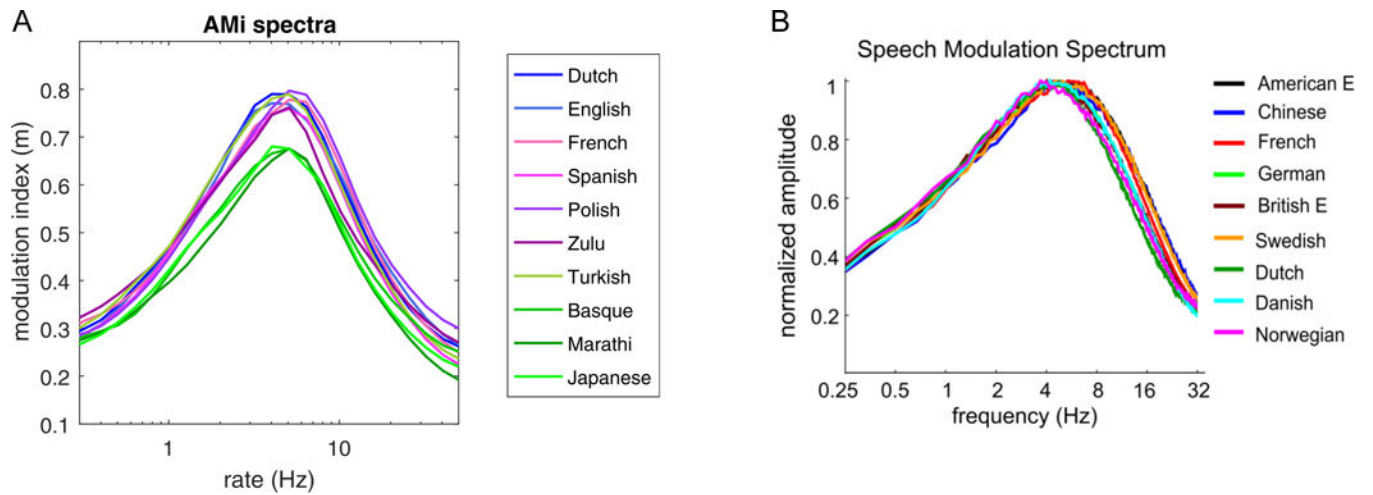 A
AMi spectra
modulation index (m)
0.8
0.7
0.6
0.5
0.4
0.3
0.2
0.1
1
10
rate (Hz)
Dutch
English
French
Spanish
Polish
Zulu
Turkish
Basque
Marathi
Japanese
B
Speech Modulation Spectrum
normalized amplitude
1
0.8
0.6
0.4
0.2
0.25
0.5
1
2
4
8
16
32
frequency (Hz)
American E
Chinese
French
German
British E
Swedish
Dutch
Danish
Norwegian